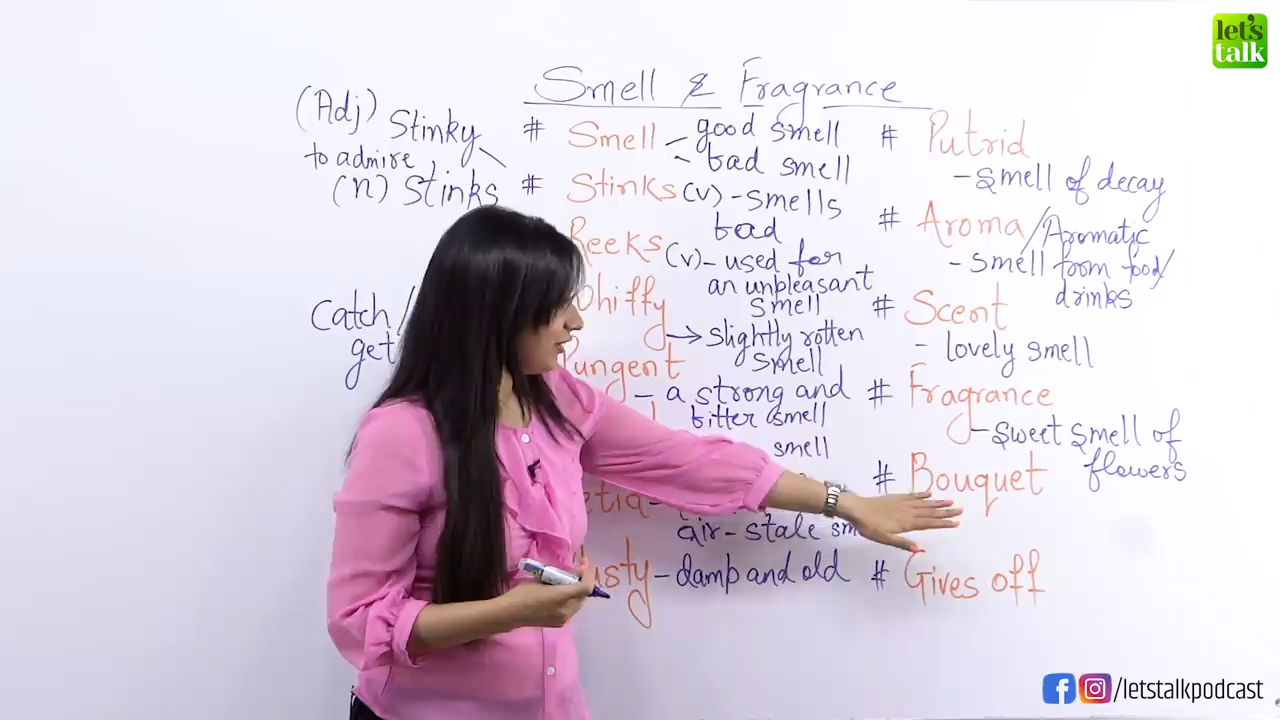 let's
talk
Smell & Fragrance
(Adj) Stinky
to admire
(n) Stinks
Catch/
get
# Smell - good smell
- bad smell
# Stinks (v) - smells
bad
Reeks (v) - used for
an unpleasant
smell
Whiffy
→ slightly rotten
smell
Pungent
- a strong and
bitter smell
smell
air - stale
Musty - damp and old
# Putrid
- smell of decay
# Aroma/Aromatic
- smell from food/
drinks
# Scent
- lovely smell
# Fragrance
- sweet smell of
flowers
# Bouquet
# Gives off
/letstalkpodcast